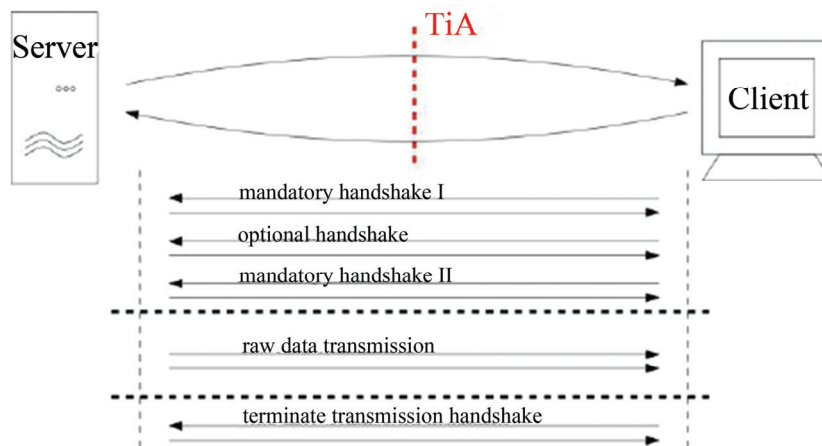 TiA
Server
Client
mandatory handshake I
optional handshake
mandatory handshake II
raw data transmission
terminate transmission handshake